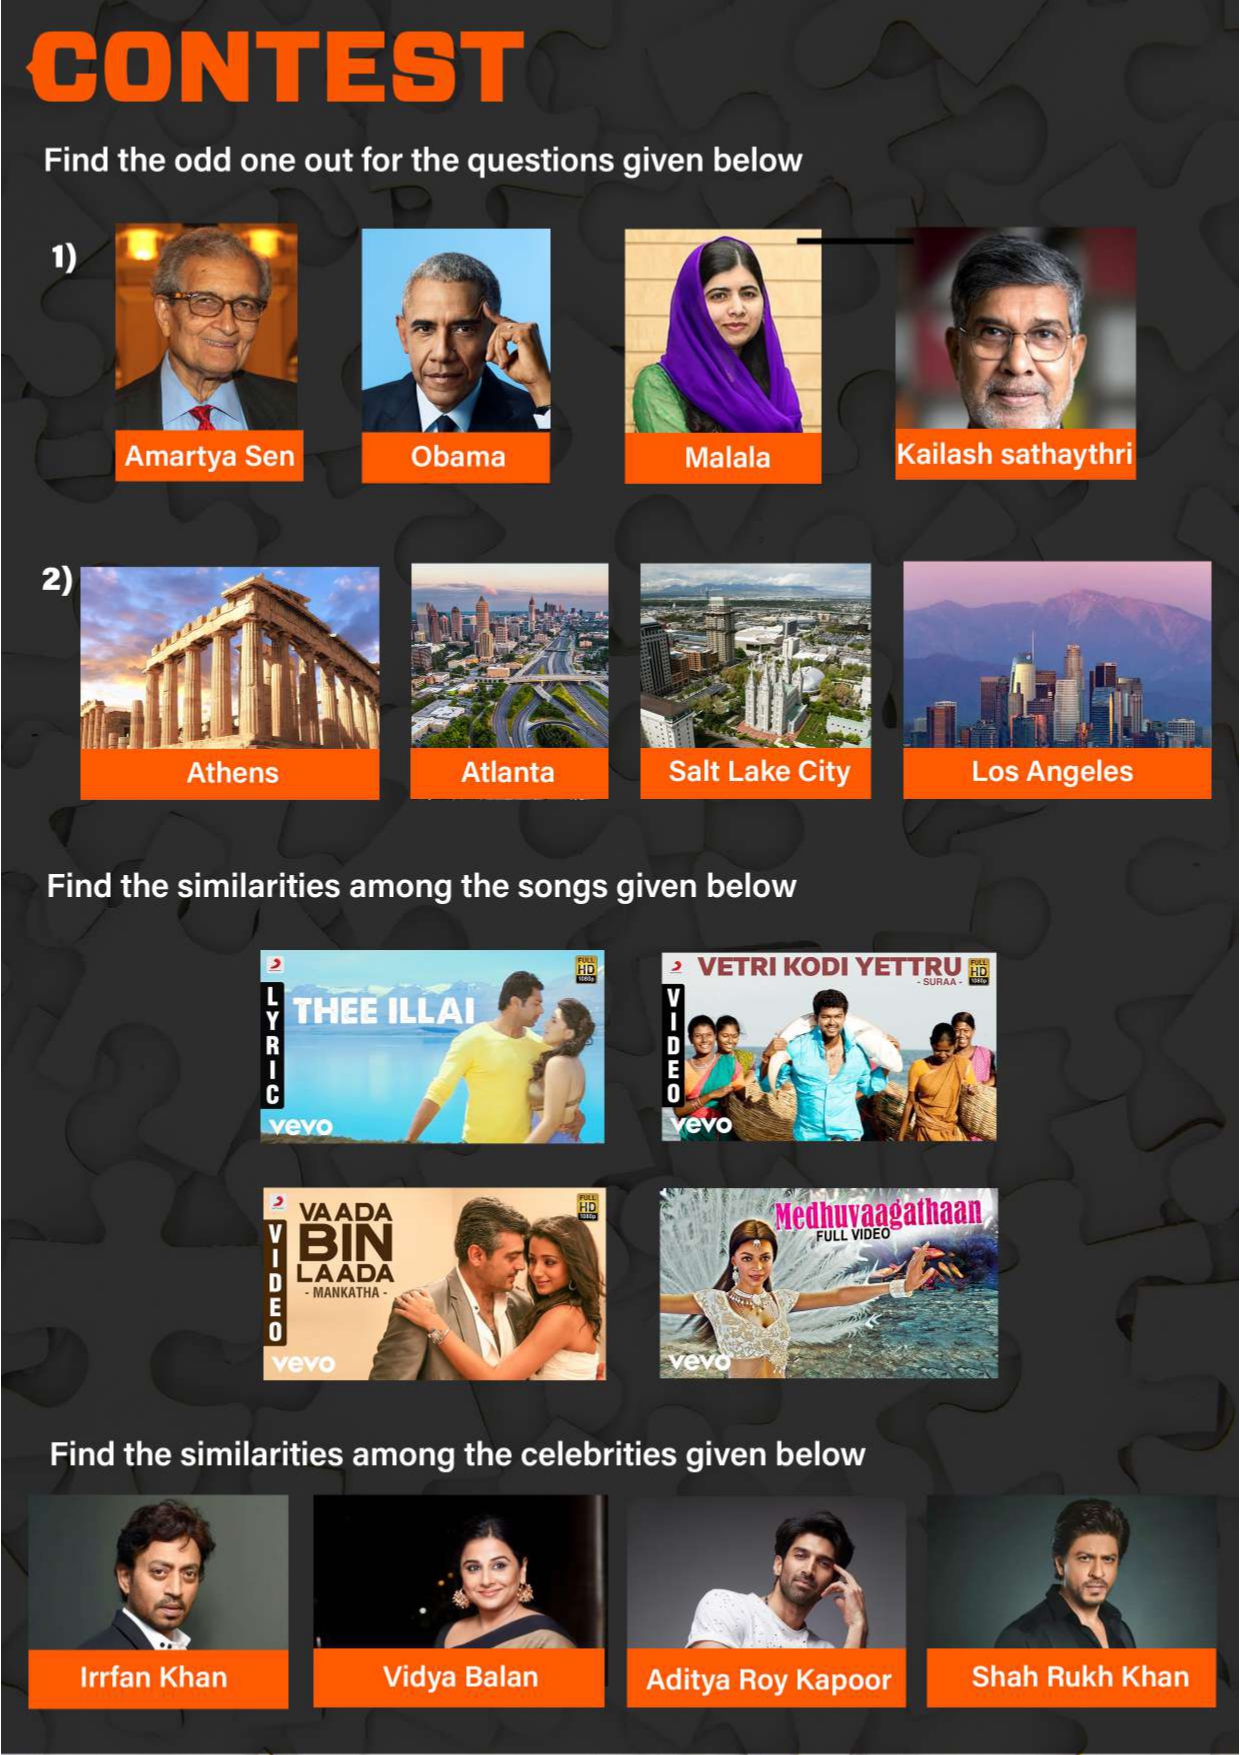 CONTEST
Find the odd one out for the questions given below
1)
Amartya Sen
Obama
Malala
Kailash sathaythri
2)
Athens
Atlanta
Salt Lake City
Los Angeles
Find the similarities among the songs given below
LYRIC
THEE ILLAI
FULL
HD
1080p
vevo
VIDEO
VETRI KODI YETTRU
- SURAA -
FULL
HD
1080p
vevo
VIDEO
VAADA
BIN
LAADA
- MANKATHA -
FULL
HD
1080p
vevo
Medhuvaagathaan
FULL VIDEO
vevo
Find the similarities among the celebrities given below
Irrfan Khan
Vidya Balan
Aditya Roy Kapoor
Shah Rukh Khan